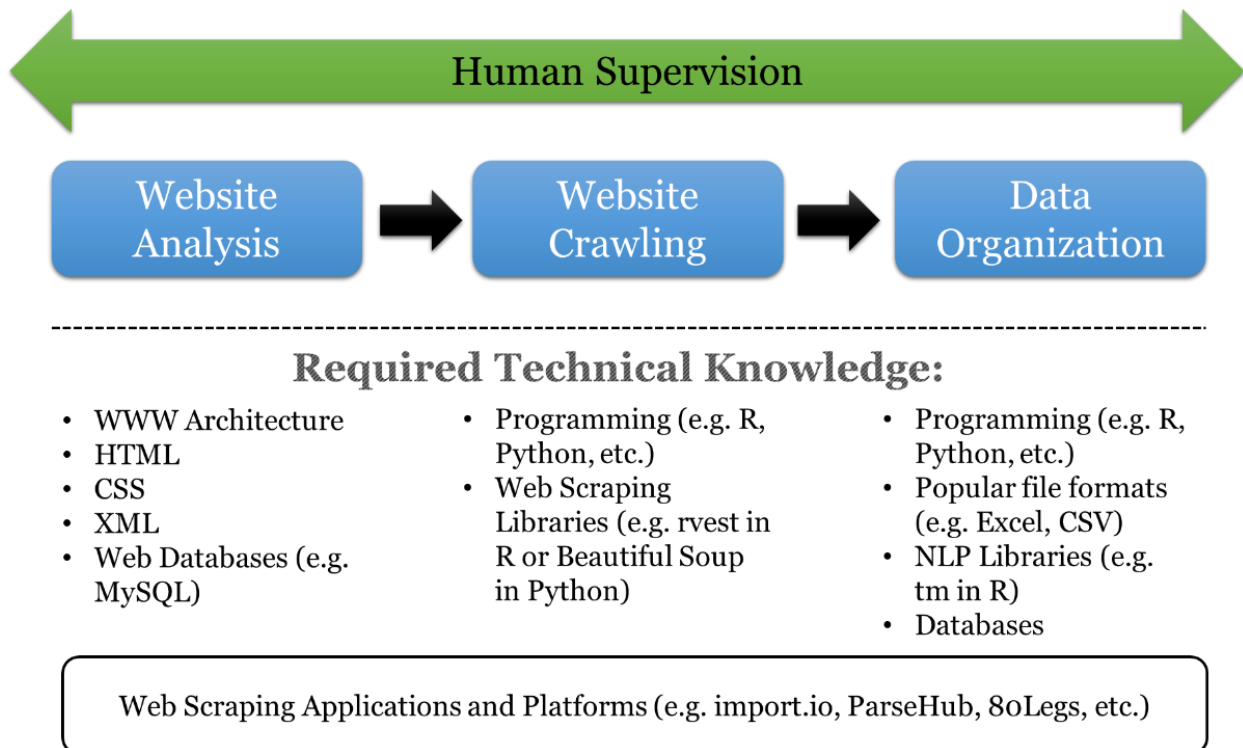 Human Supervision
Website
Analysis
Website
Crawling
Data
Organization
Required Technical Knowledge:
• WWW Architecture
• HTML
• CSS
• XML
• Web Databases (e.g.
MySQL)
• Programming (e.g. R,
Python, etc.)
• Web Scraping
Libraries (e.g. rvest in
R or Beautiful Soup
in Python)
• Programming (e.g. R,
Python, etc.)
• Popular file formats
(e.g. Excel, CSV)
• NLP Libraries (e.g.
tm in R)
• Databases
Web Scraping Applications and Platforms (e.g. import.io, ParseHub, 80Legs, etc.)